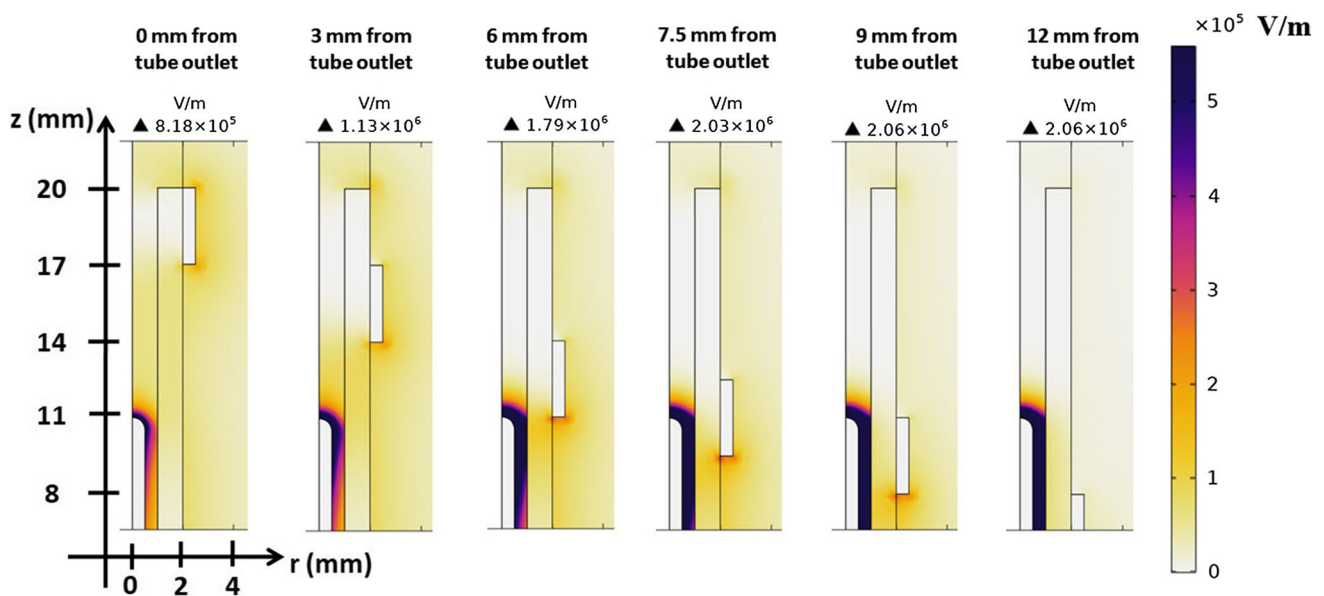 0 mm from
tube outlet
3 mm from
tube outlet
6 mm from
tube outlet
7.5 mm from
tube outlet
9 mm from
tube outlet
12 mm from
tube outlet
×10⁵ V/m
V/m
▲ 8.18×10⁵
V/m
▲ 1.13×10⁶
V/m
▲ 1.79×10⁶
V/m
▲ 2.03×10⁶
V/m
▲ 2.06×10⁶
V/m
▲ 2.06×10⁶
z (mm)
20
17
14
11
8
0
2
4
r (mm)
5
4
3
2
1
0